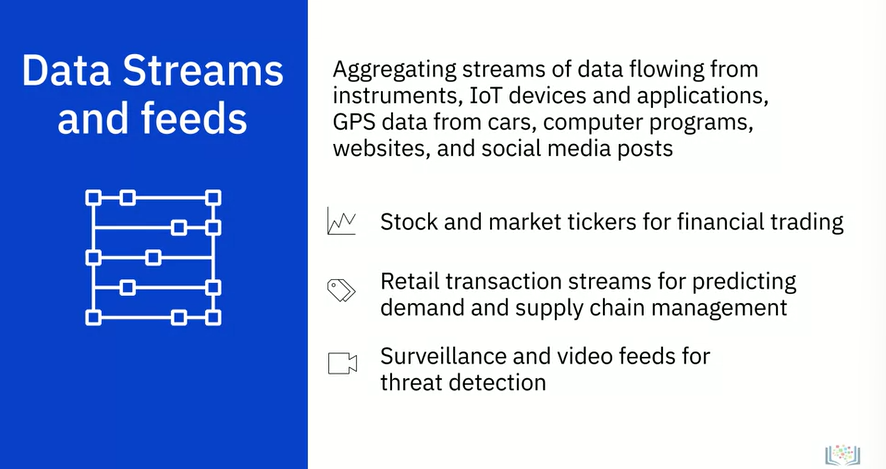 Data Streams
and feeds
Aggregating streams of data flowing from
instruments, IoT devices and applications,
GPS data from cars, computer programs,
websites, and social media posts
Stock and market tickers for financial trading
Retail transaction streams for predicting
demand and supply chain management
Surveillance and video feeds for
threat detection